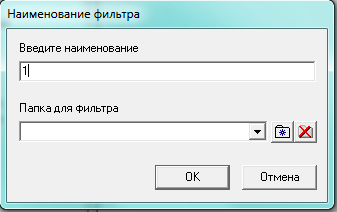 Наименование фильтра
Введите наименование
1
Папка для фильтра
OK
Отмена